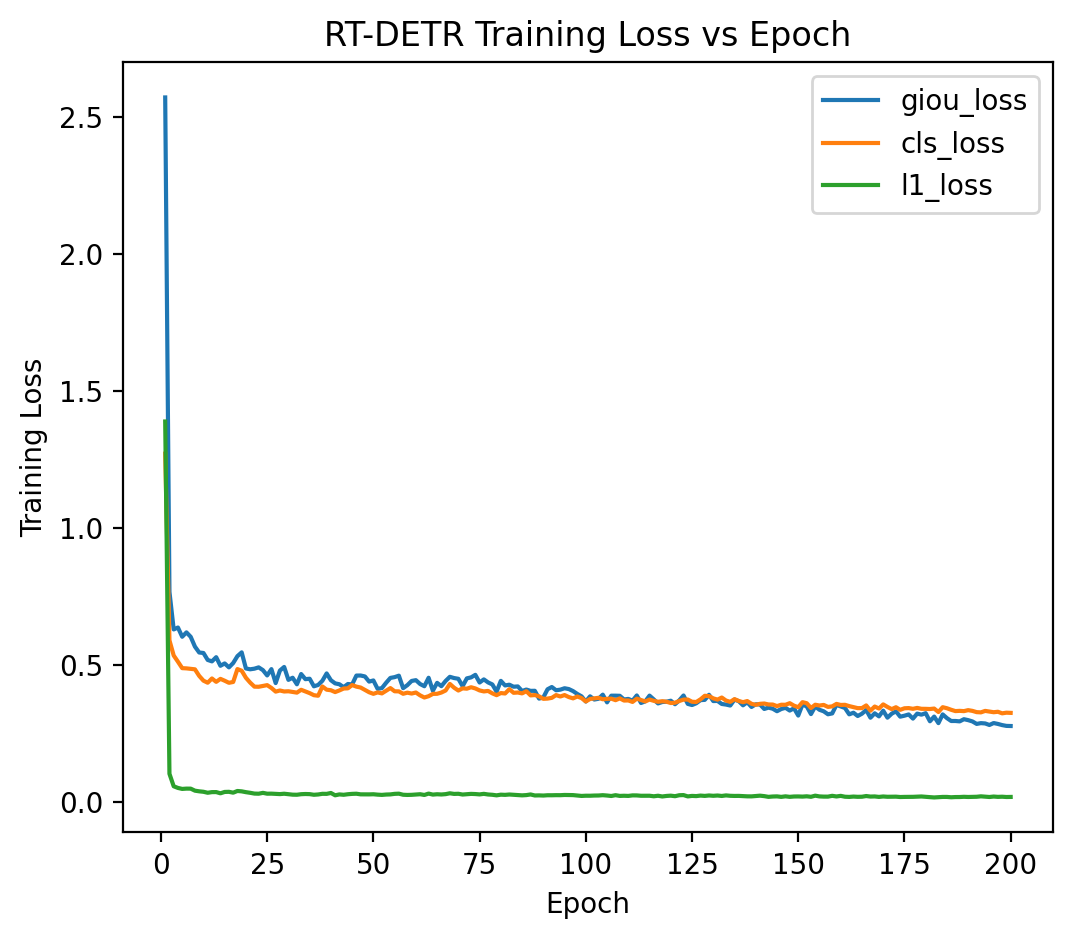 RT-DETR Training Loss vs Epoch
giou_loss
cls_loss
l1_loss
Training Loss
2.5
2.0
1.5
1.0
0.5
0.0
0 25 50 75 100 125 150 175 200
Epoch